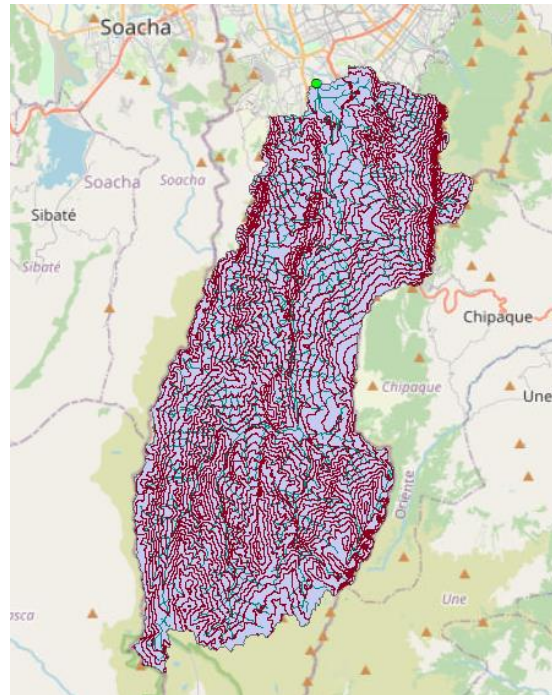 Soacha
Soacha
Soacha
Sibaté
Sibaté
Chipaque
Une
Chipaque
Oriente
Une
asca